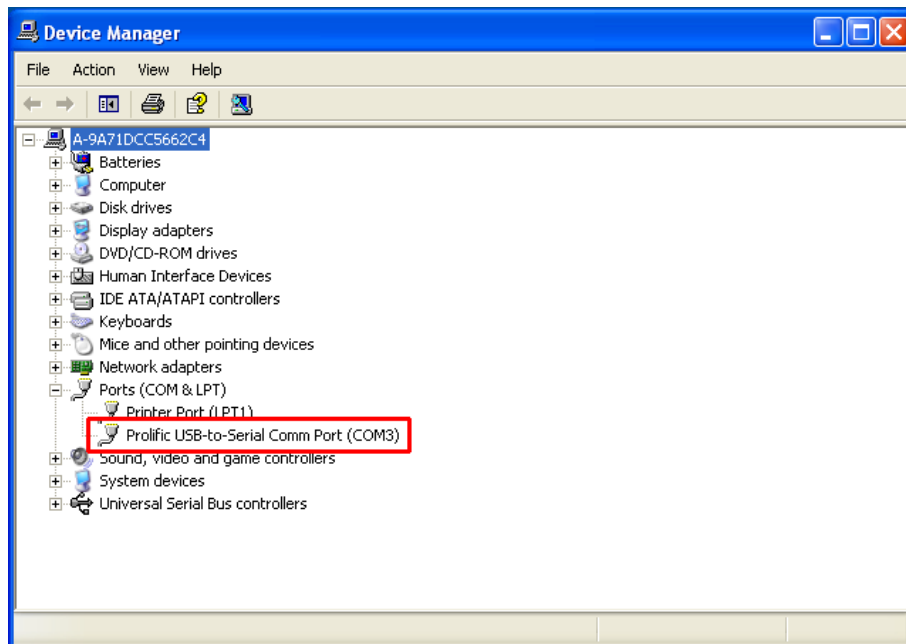 Device Manager
File Action View Help
A-9A71DCC5662C4
Batteries
Computer
Disk drives
Display adapters
DVD/CD-ROM drives
Human Interface Devices
IDE ATA/ATAPI controllers
Keyboards
Mice and other pointing devices
Network adapters
Ports (COM & LPT)
Printer Port (LPT1)
Prolific USB-to-Serial Comm Port (COM3)
Sound, video and game controllers
System devices
Universal Serial Bus controllers